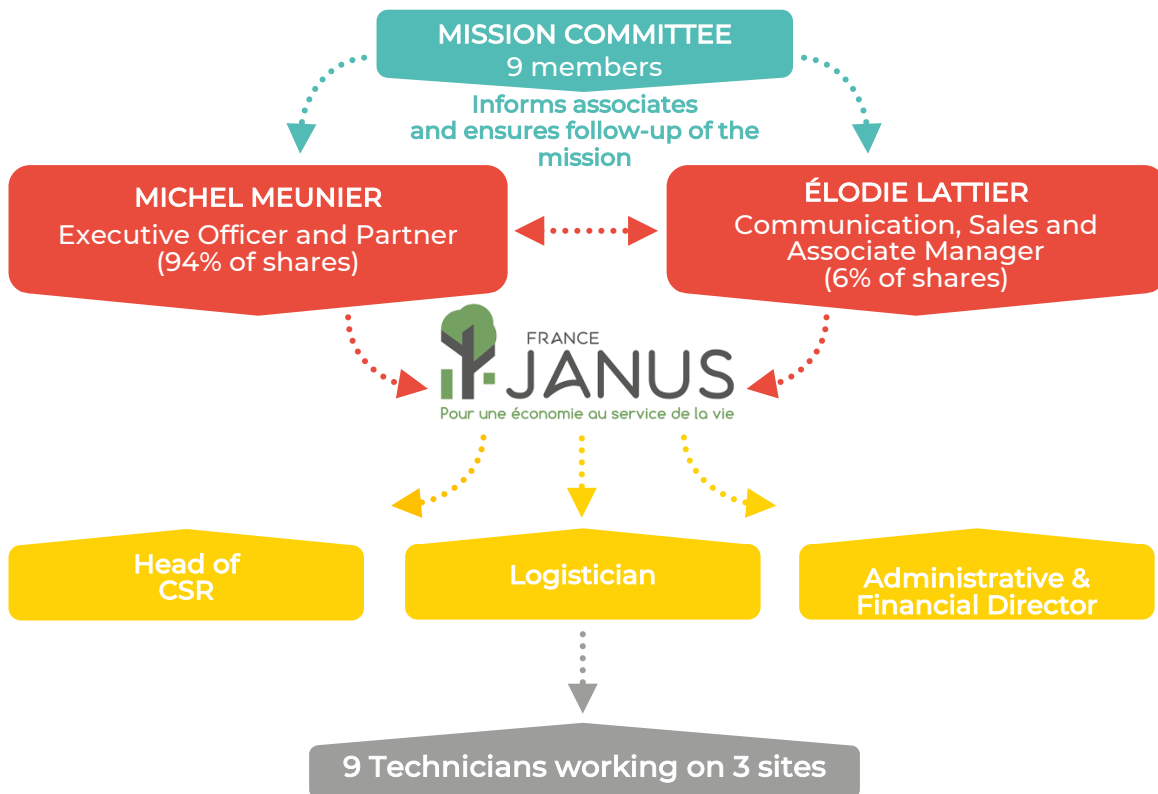 MISSION COMMITTEE
9 members
Informs associates
and ensures follow-up of the
mission
MICHEL MEUNIER
Executive Officer and Partner
(94% of shares)
ÉLODIE LATTIER
Communication, Sales and
Associate Manager
(6% of shares)
FRANCE
JANUS
Pour une économie au service de la vie
Head of
CSR
Logistician
Administrative &
Financial Director
9 Technicians working on 3 sites